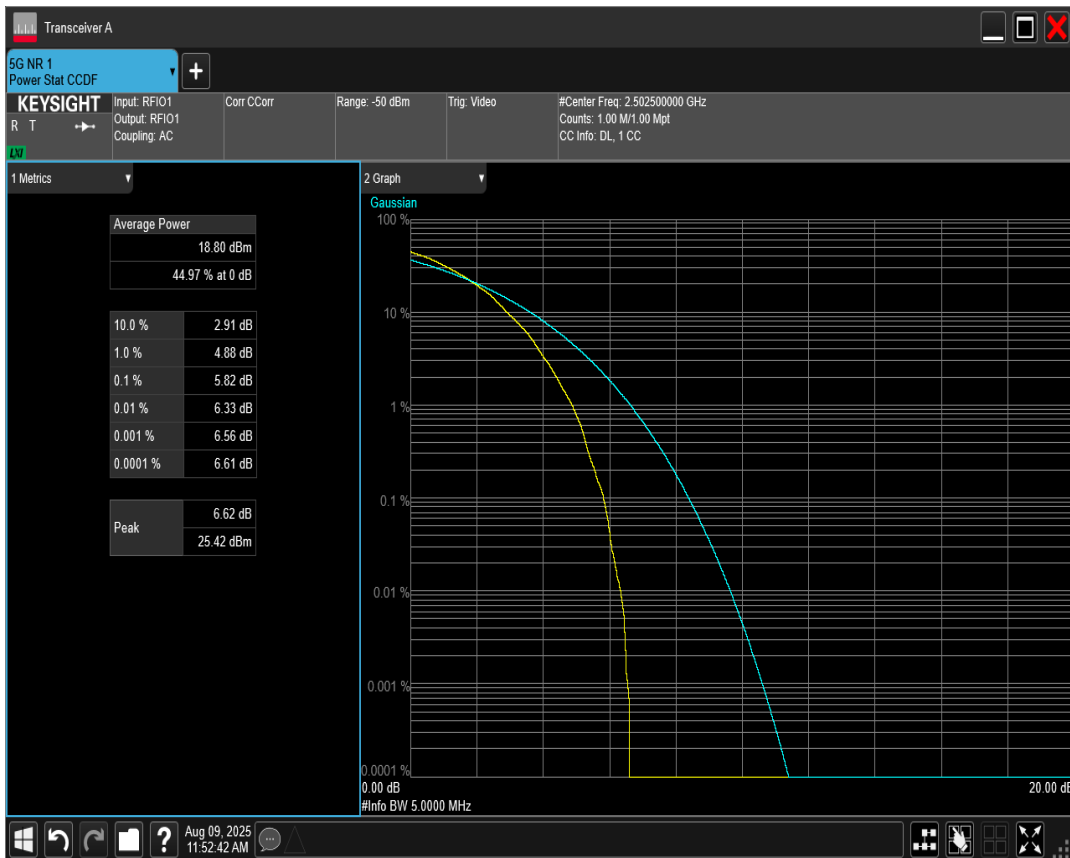 Transceiver A
5G NR 1
Power Stat CCDF
+
KEYSIGHT
R T
LXI
Input: RFIO1
Output: RFIO1
Coupling: AC
Corr CCorr
Range: -50 dBm
Trig: Video
#Center Freq: 2.502500000 GHz
Counts: 1.00 M/1.00 Mpt
CC Info: DL, 1 CC
1 Metrics
Average Power
18.80 dBm
44.97 % at 0 dB
10.0 % 2.91 dB
1.0 % 4.88 dB
0.1 % 5.82 dB
0.01 % 6.33 dB
0.001 % 6.56 dB
0.0001 % 6.61 dB
Peak
6.62 dB
25.42 dBm
2 Graph
Gaussian
100 %
10 %
1 %
0.1 %
0.01 %
0.001 %
0.0001 %
0.00 dB
20.00 dB
#Info BW 5.0000 MHz
?
Aug 09, 2025
11:52:42 AM